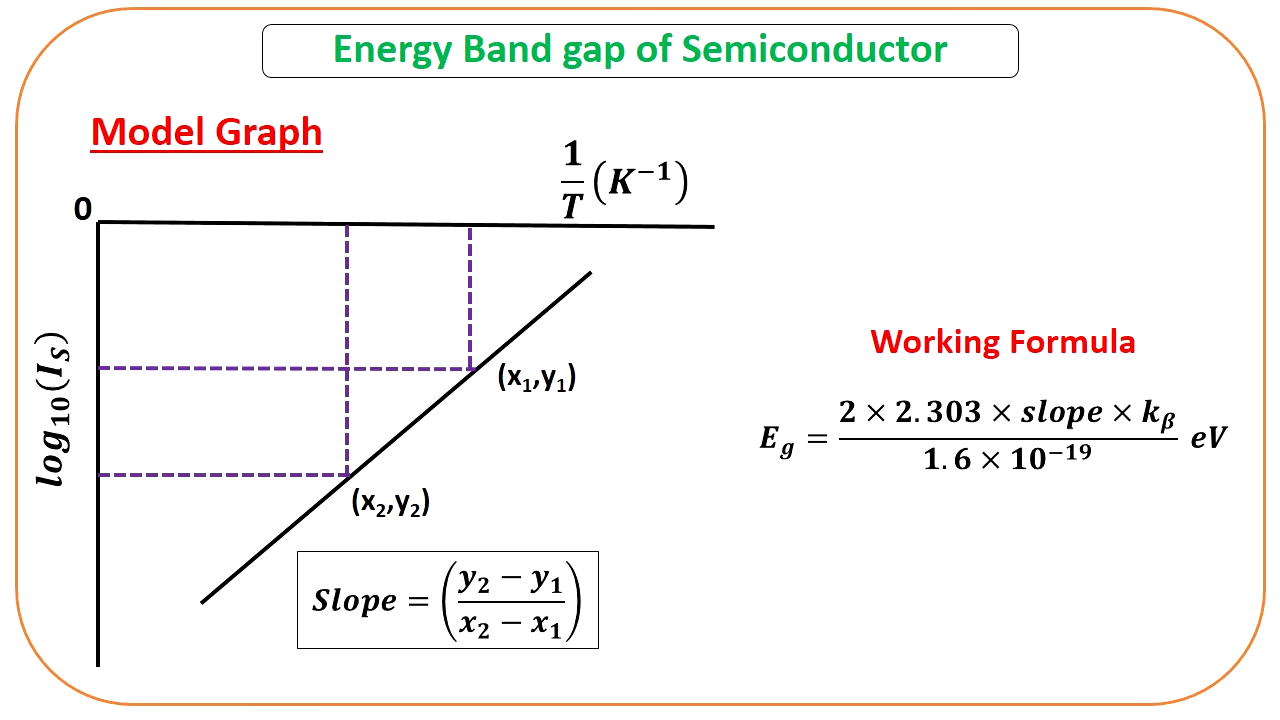 Energy Band gap of Semiconductor
Model Graph
1/T (K⁻¹)
0
log₁₀(I_S)
(x₁,y₁)
(x₂,y₂)
Slope = ((y₂ − y₁)/(x₂ − x₁))
Working Formula
E_g = (2 × 2.303 × slope × k_β)/(1.6 × 10⁻¹⁹) eV